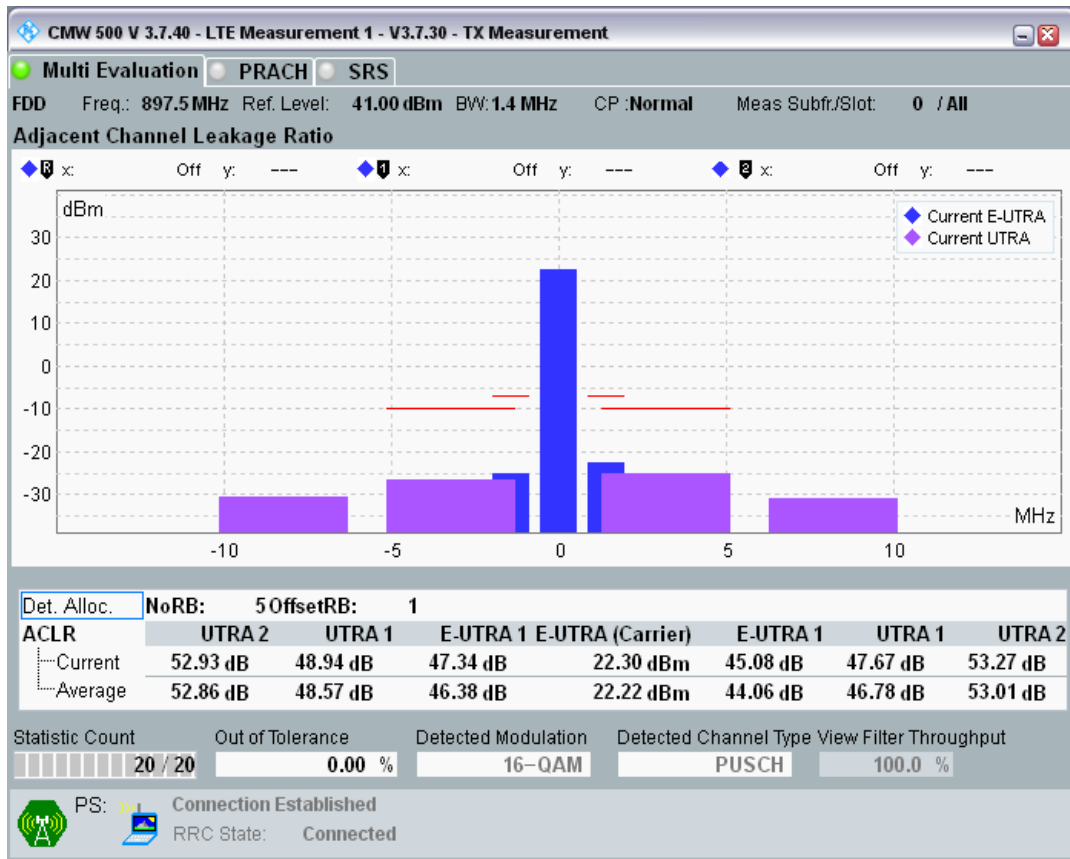 CMW 500 V 3.7.40 - LTE Measurement 1 - V3.7.30 - TX Measurement
Multi Evaluation PRACH SRS
FDD Freq.: 897.5 MHz Ref. Level: 41.00 dBm BW: 1.4 MHz CP :Normal Meas Subfr./Slot: 0 / All
Adjacent Channel Leakage Ratio
R x: Off y: --- 1 x: Off y: --- 2 x: Off y: ---
dBm
Current E-UTRA
Current UTRA
30
20
10
0
-10
-20
-30
MHz
-10 -5 0 5 10
Det. Alloc. NoRB: 5 OffsetRB: 1
ACLR UTRA 2 UTRA 1 E-UTRA 1 E-UTRA (Carrier) E-UTRA 1 UTRA 1 UTRA 2
Current 52.93 dB 48.94 dB 47.34 dB 22.30 dBm 45.08 dB 47.67 dB 53.27 dB
Average 52.86 dB 48.57 dB 46.38 dB 22.22 dBm 44.06 dB 46.78 dB 53.01 dB
Statistic Count Out of Tolerance Detected Modulation Detected Channel Type View Filter Throughput
20 / 20 0.00 % 16-QAM PUSCH 100.0 %
PS: Connection Established
RRC State: Connected